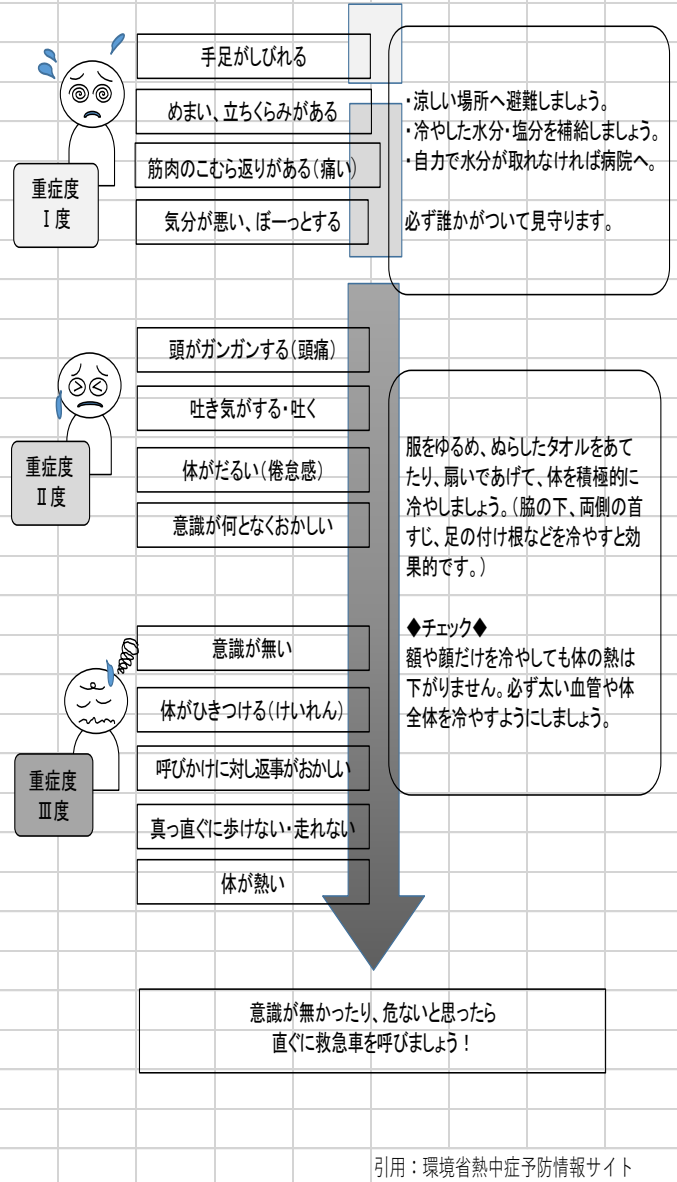 手足がしびれる
めまい、立ちくらみがある
筋肉のこむら返りがある(痛い)
気分が悪い、ぼーっとする
重症度
Ⅰ度
・涼しい場所へ避難しましょう。
・冷やした水分・塩分を補給しましょう。
・自力で水分が取れなければ病院へ。
必ず誰かがついて見守ります。
頭がガンガンする(頭痛)
吐き気がする・吐く
体がだるい(倦怠感)
意識が何となくおかしい
重症度
Ⅱ度
服をゆるめ、ぬらしたタオルをあて
たり、扇いであげて、体を積極的に
冷やしましょう。(脇の下、両側の首
すじ、足の付け根などを冷やすと効
果的です。)
◆チェック◆
額や顔だけを冷やしても体の熱は
下がりません。必ず太い血管や体
全体を冷やすようにしましょう。
意識が無い
体がひきつける(けいれん)
呼びかけに対し返事がおかしい
真っ直ぐに歩けない・走れない
体が熱い
重症度
Ⅲ度
意識が無かったり、危ないと思ったら
直ぐに救急車を呼びましょう！
引用：環境省熱中症予防情報サイト